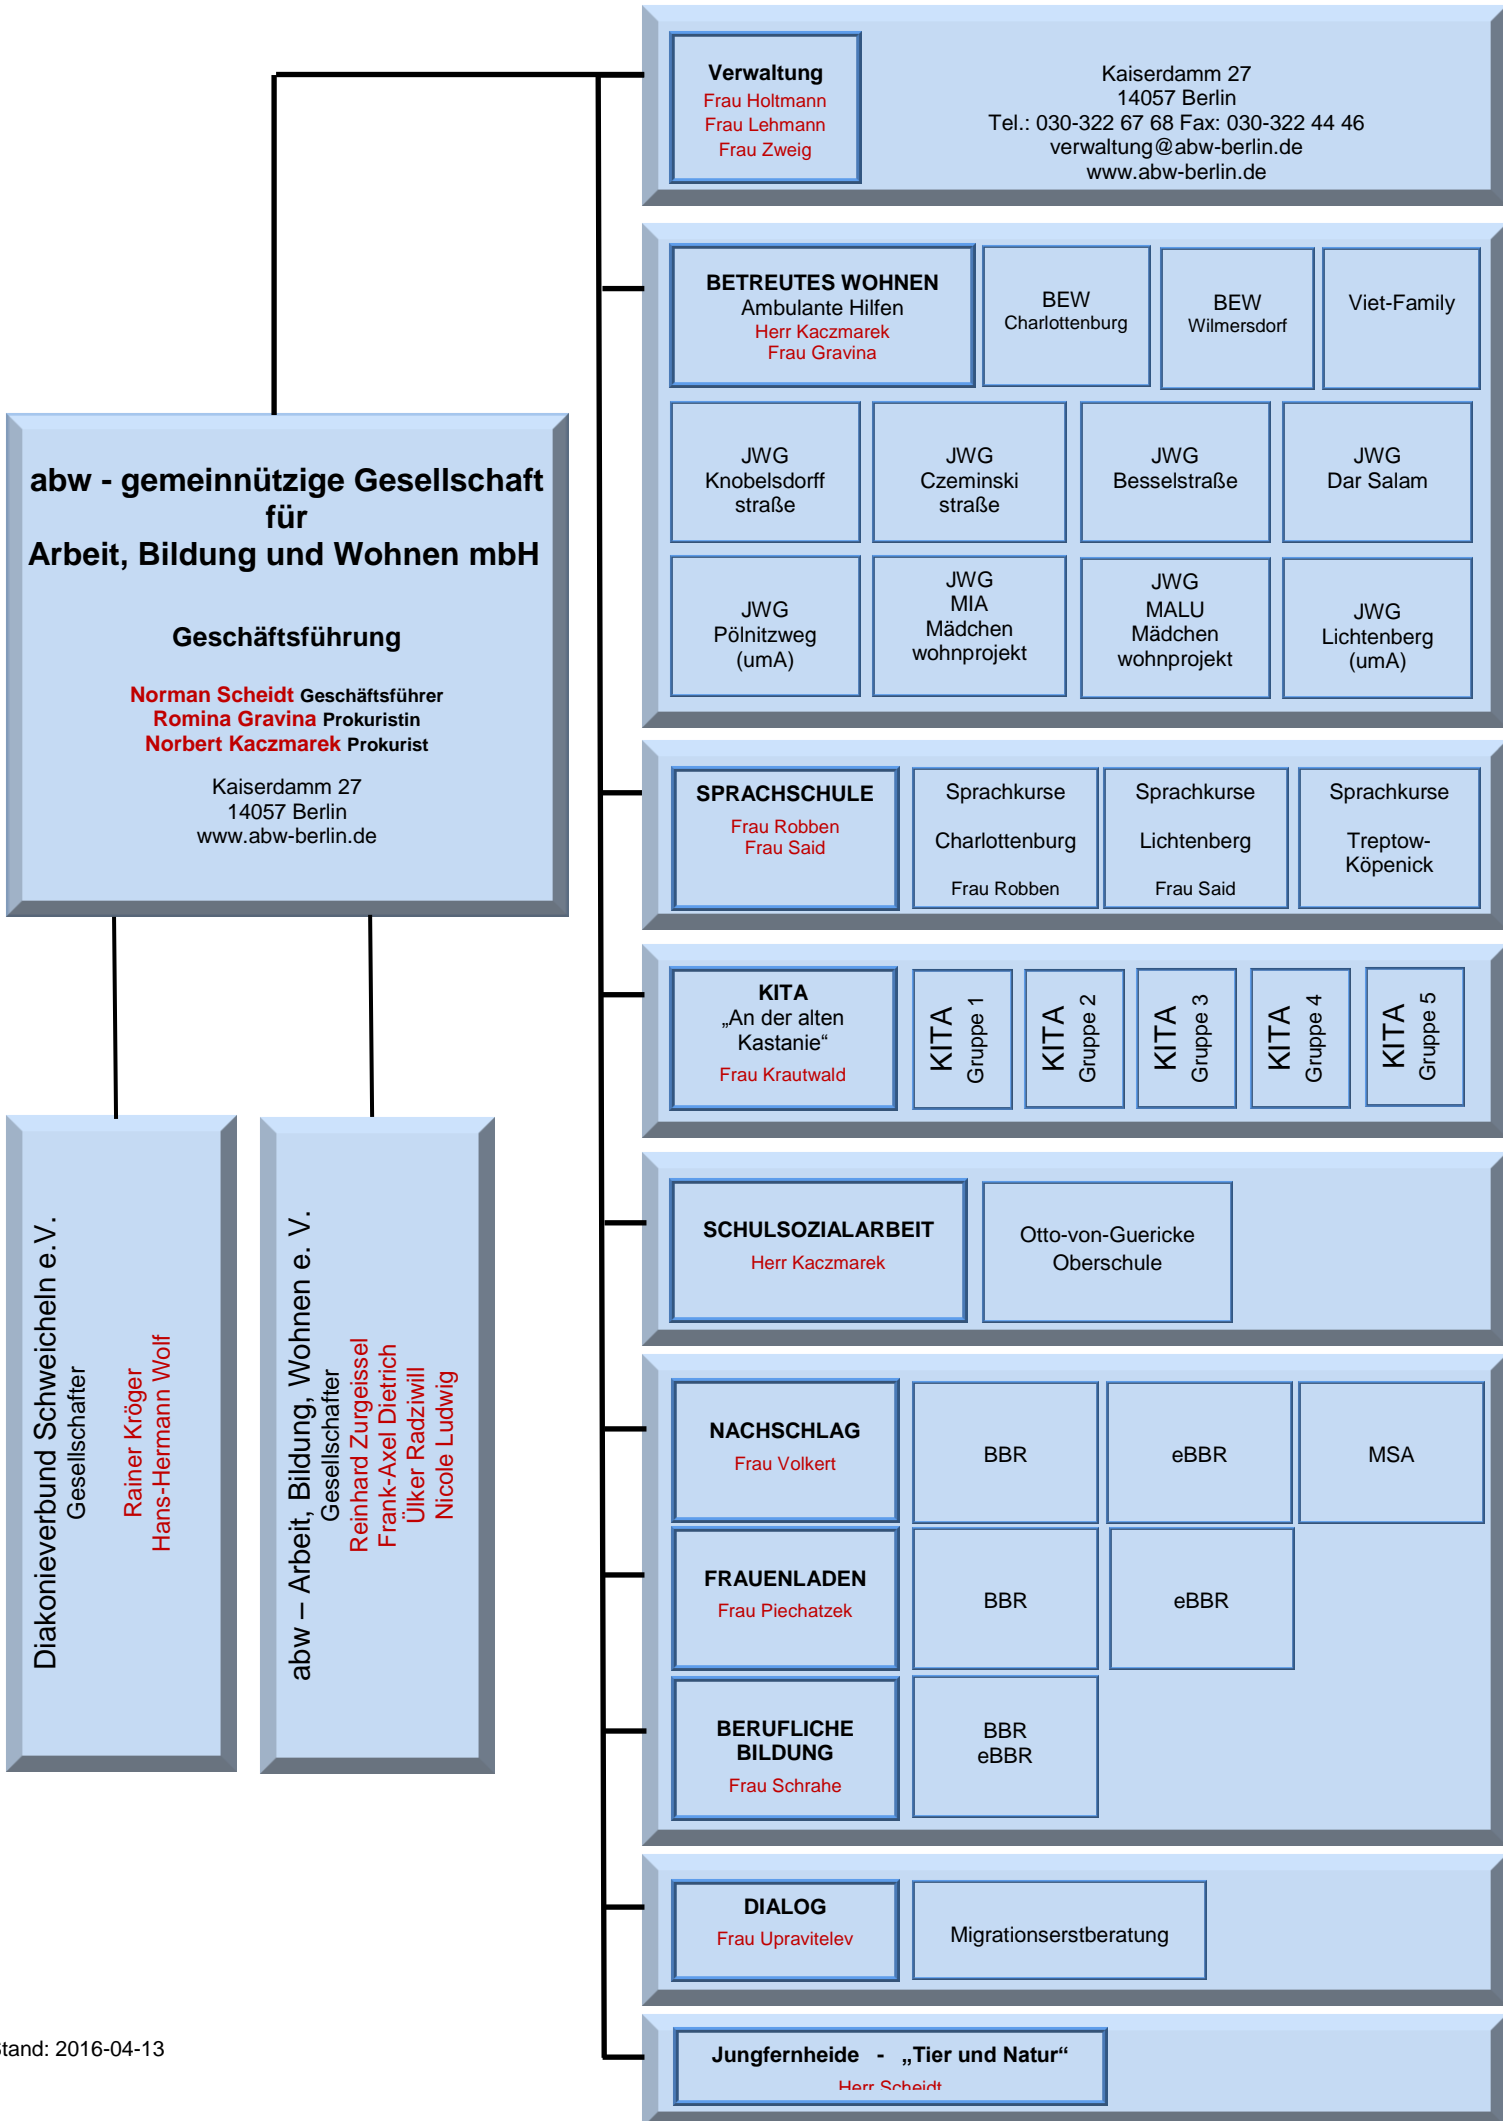 Verwaltung
Frau Holtmann
Frau Lehmann
Frau Zweig
Kaiserdamm 27
14057 Berlin
Tel.: 030-322 67 68 Fax: 030-322 44 46
verwaltung@abw-berlin.de
www.abw-berlin.de
BETREUTES WOHNEN
Ambulante Hilfen
Herr Kaczmarek
Frau Gravina
BEW
Charlottenburg
BEW
Wilmersdorf
Viet-Family
JWG
Knobelsdorff
straße
JWG
Czeminski
straße
JWG
Besselstraße
JWG
Dar Salam
JWG
Pölnitzweg
(umA)
JWG
MIA
Mädchen
wohnprojekt
JWG
MALU
Mädchen
wohnprojekt
JWG
Lichtenberg
(umA)
abw - gemeinnützige Gesellschaft
für
Arbeit, Bildung und Wohnen mbH
Geschäftsführung
Norman Scheidt Geschäftsführer
Romina Gravina Prokuristin
Norbert Kaczmarek Prokurist
Kaiserdamm 27
14057 Berlin
www.abw-berlin.de
SPRACHSCHULE
Frau Robben
Frau Said
Sprachkurse
Charlottenburg
Frau Robben
Sprachkurse
Lichtenberg
Frau Said
Sprachkurse
Treptow-
Köpenick
KITA
„An der alten
Kastanie“
Frau Krautwald
KITA
Gruppe 1
KITA
Gruppe 2
KITA
Gruppe 3
KITA
Gruppe 4
KITA
Gruppe 5
Diakonieverbund Schweicheln e.V.
Gesellschafter
Rainer Kröger
Hans-Hermann Wolf
abw – Arbeit, Bildung, Wohnen e. V.
Gesellschafter
Reinhard Zurgeissel
Frank-Axel Dietrich
Ülker Radziwill
Nicole Ludwig
SCHULSOZIALARBEIT
Herr Kaczmarek
Otto-von-Guericke
Oberschule
NACHSCHLAG
Frau Volkert
BBR
eBBR
MSA
FRAUENLADEN
Frau Piechatzek
BBR
eBBR
BERUFLICHE
BILDUNG
Frau Schrahe
BBR
eBBR
DIALOG
Frau Upravitelev
Migrationserstberatung
Jungfernheide - „Tier und Natur“
Herr Scheidt
Stand: 2016-04-13